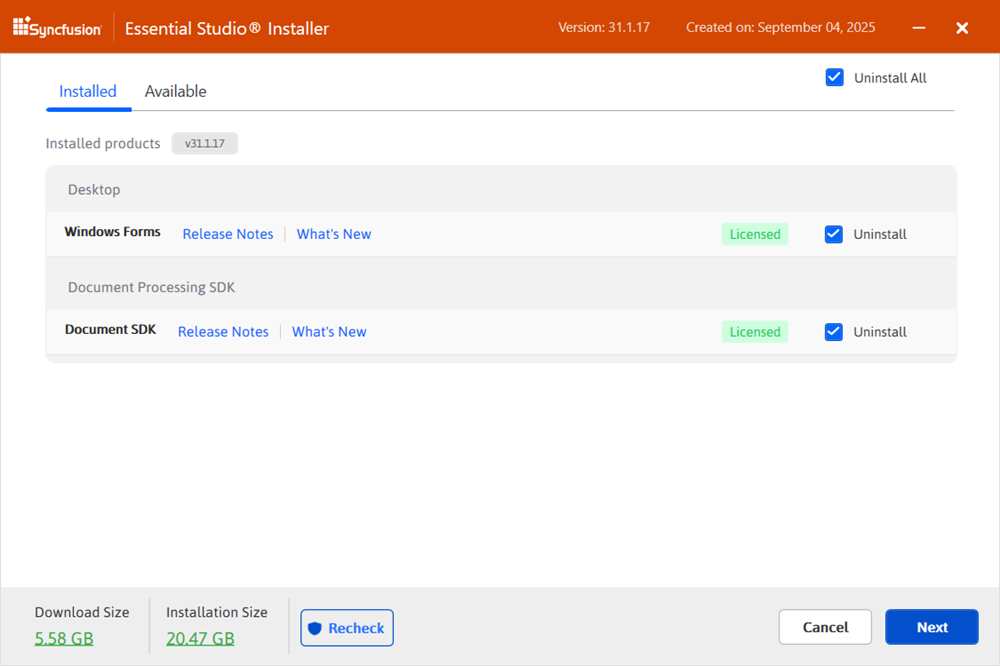 Syncfusion Essential Studio® Installer Version: 31.1.17 Created on: September 04, 2025
Uninstall All
Installed Available
Installed products v31.1.17
Desktop
Windows Forms Release Notes What's New Licensed Uninstall
Document Processing SDK
Document SDK Release Notes What's New Licensed Uninstall
Download Size Installation Size
5.58 GB 20.47 GB
Recheck Cancel Next